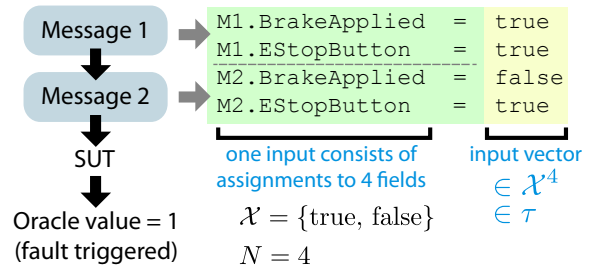 Message 1
M1.BrakeApplied = true
M1.EStopButton = true
Message 2
M2.BrakeApplied = false
M2.EStopButton = true
SUT
Oracle value = 1
(fault triggered)
one input consists of
assignments to 4 fields
input vector
∈ 𝒳⁴
∈ τ
𝒳 = {true, false}
N = 4